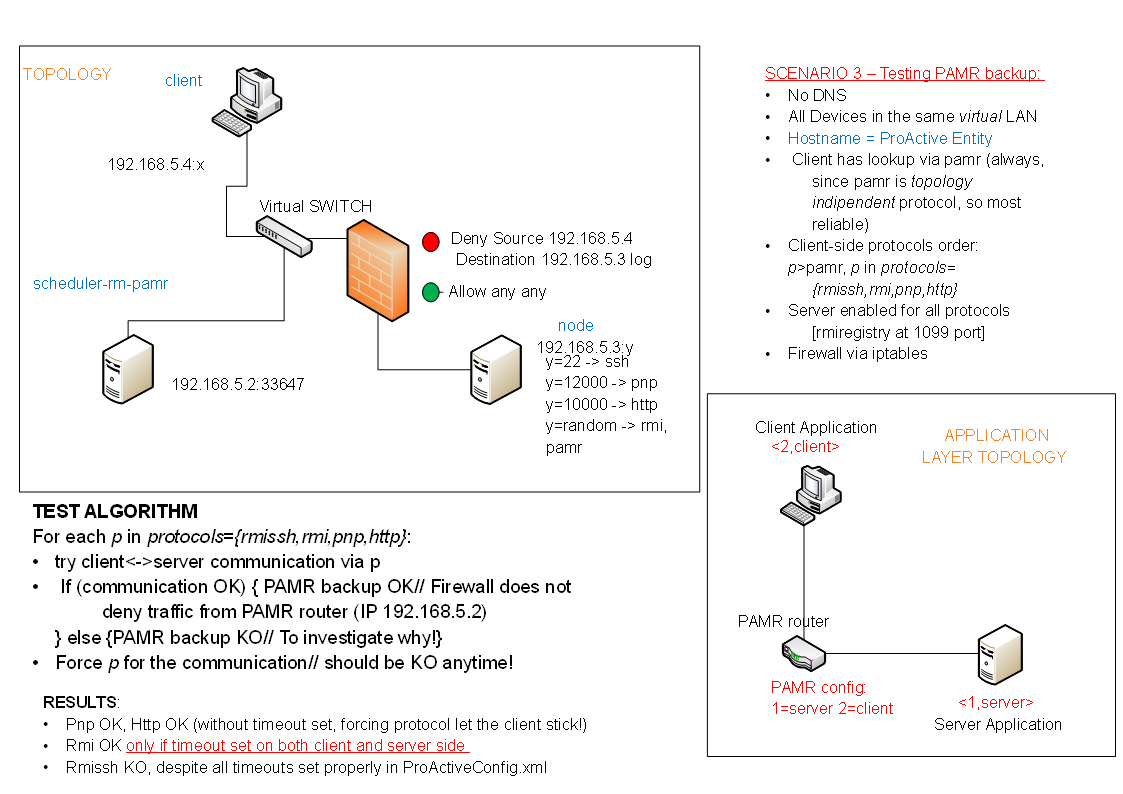 TOPOLOGY
client
192.168.5.4:x
Virtual SWITCH
Deny Source 192.168.5.4
Destination 192.168.5.3 log
Allow any any
scheduler-rm-pamr
192.168.5.2:33647
node
192.168.5.3:y
y=22 -> ssh
y=12000 -> pnp
y=10000 -> http
y=random -> rmi,
pamr
SCENARIO 3 – Testing PAMR backup:
• No DNS
• All Devices in the same virtual LAN
• Hostname = ProActive Entity
• Client has lookup via pamr (always,
since pamr is topology
indipendent protocol, so most
reliable)
• Client-side protocols order:
p>pamr, p in protocols=
{rmissh,rmi,pnp,http}
• Server enabled for all protocols
[rmiregistry at 1099 port]
• Firewall via iptables
Client Application
<2,client>
APPLICATION
LAYER TOPOLOGY
PAMR router
PAMR config:
1=server 2=client
<1,server>
Server Application
TEST ALGORITHM
For each p in protocols={rmissh,rmi,pnp,http}:
• try client<->server communication via p
• If (communication OK) { PAMR backup OK// Firewall does not
deny traffic from PAMR router (IP 192.168.5.2)
} else {PAMR backup KO// To investigate why!}
• Force p for the communication// should be KO anytime!
RESULTS:
• Pnp OK, Http OK (without timeout set, forcing protocol let the client stick!)
• Rmi OK only if timeout set on both client and server side
• Rmissh KO, despite all timeouts set properly in ProActiveConfig.xml